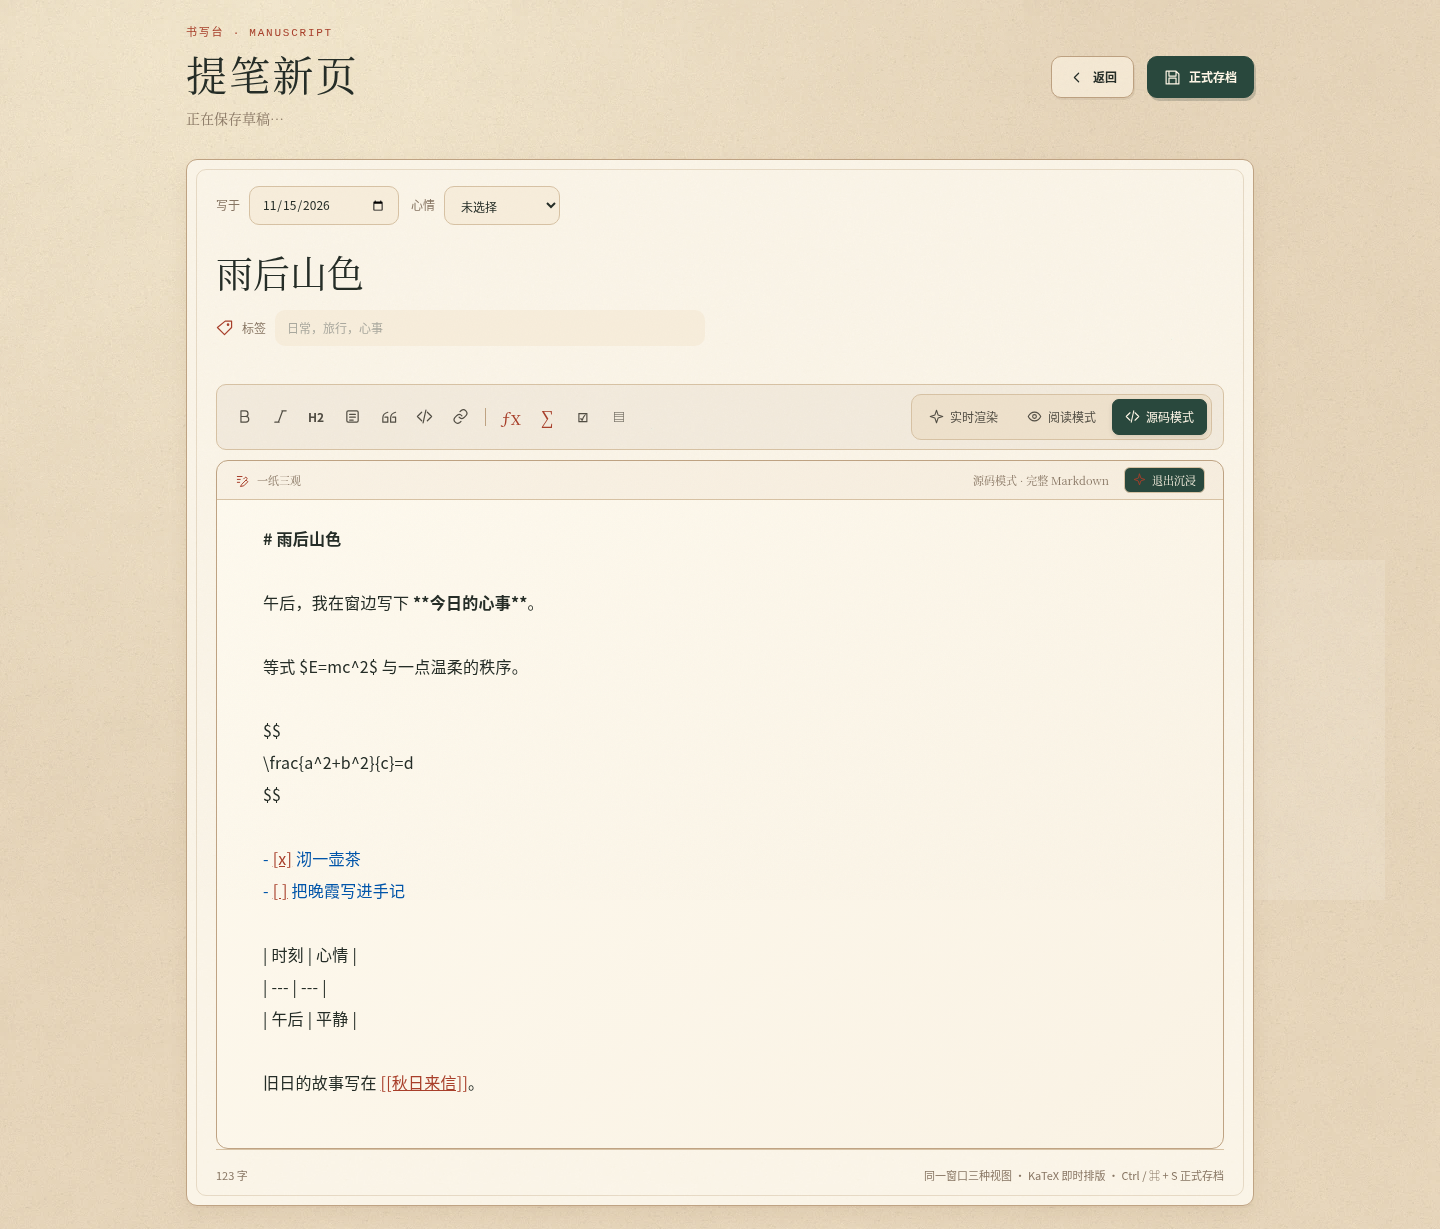 书写台 · MANUSCRIPT
提笔新页
正在保存草稿…
返回
正式存档
写于 11/15/2026 心情 未选择
雨后山色
标签 日常，旅行，心事
H2 ƒx ∑ 实时渲染 阅读模式 源码模式
一纸三观 源码模式 · 完整 Markdown 退出沉浸
# 雨后山色
午后，我在窗边写下 **今日的心事**。
等式 $E=mc^2$ 与一点温柔的秩序。
$$
\frac{a^2+b^2}{c}=d
$$
- [x] 沏一壶茶
- [ ] 把晚霞写进手记
| 时刻 | 心情 |
| --- | --- |
| 午后 | 平静 |
旧日的故事写在 [[秋日来信]]。
123 字 同一窗口三种视图 · KaTeX 即时排版 · Ctrl / ⌘ + S 正式存档